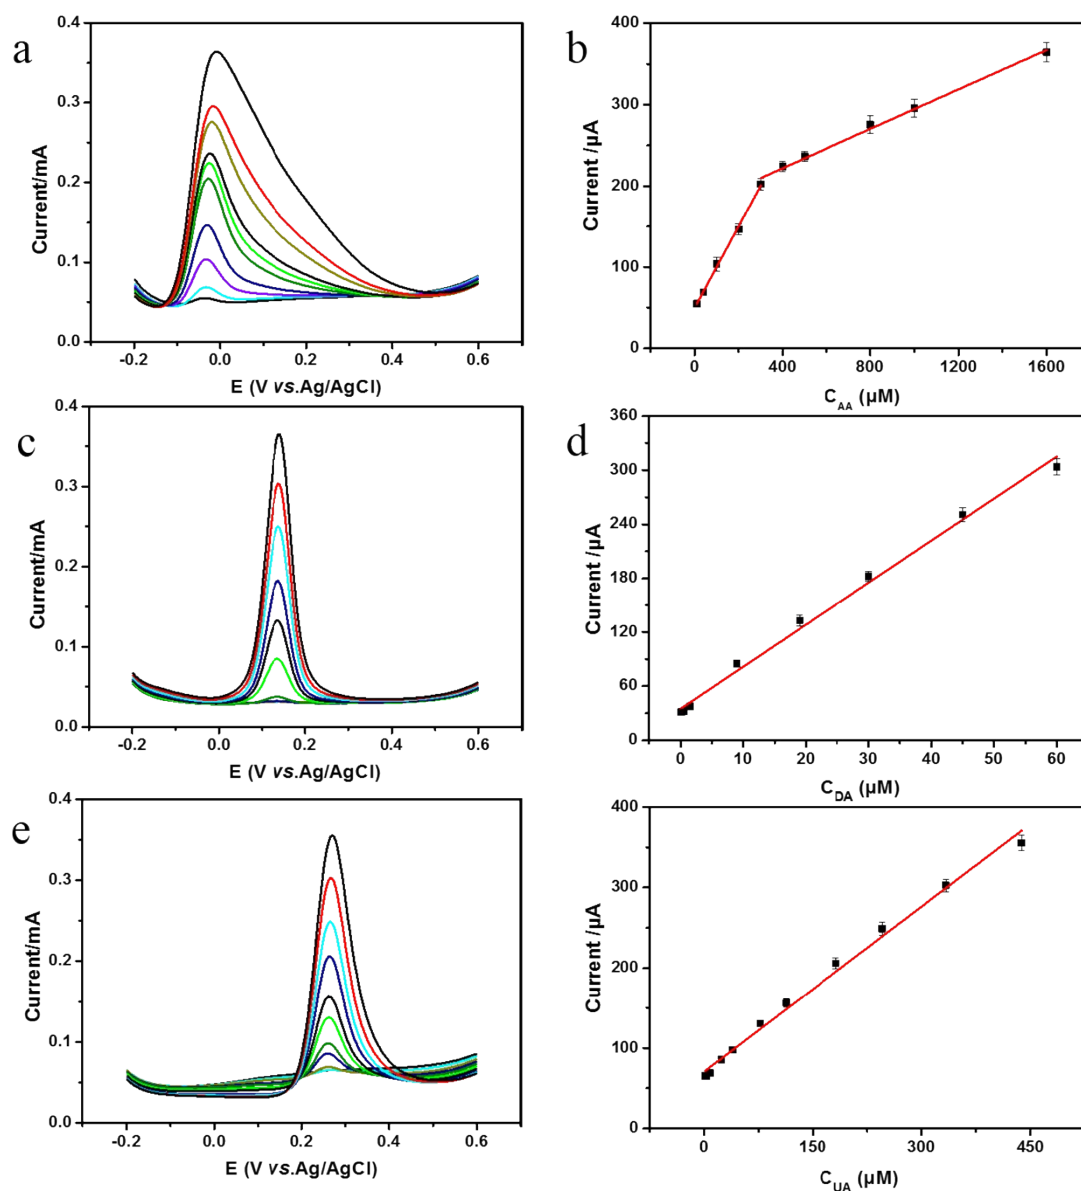 a
0.4
0.3
0.2
0.1
0.0
Current/mA
-0.2 0.0 0.2 0.4 0.6
E (V vs.Ag/AgCl)
b
400
300
200
100
0
Current /µA
0 400 800 1200 1600
C_AA (µM)
c
0.4
0.3
0.2
0.1
0.0
Current/mA
-0.2 0.0 0.2 0.4 0.6
E (V vs.Ag/AgCl)
d
360
300
240
180
120
60
0
Current /µA
0 10 20 30 40 50 60
C_DA (µM)
e
0.4
0.3
0.2
0.1
0.0
Current/mA
-0.2 0.0 0.2 0.4 0.6
E (V vs.Ag/AgCl)
400
300
200
100
0
Current /µA
0 150 300 450
C_UA (µM)